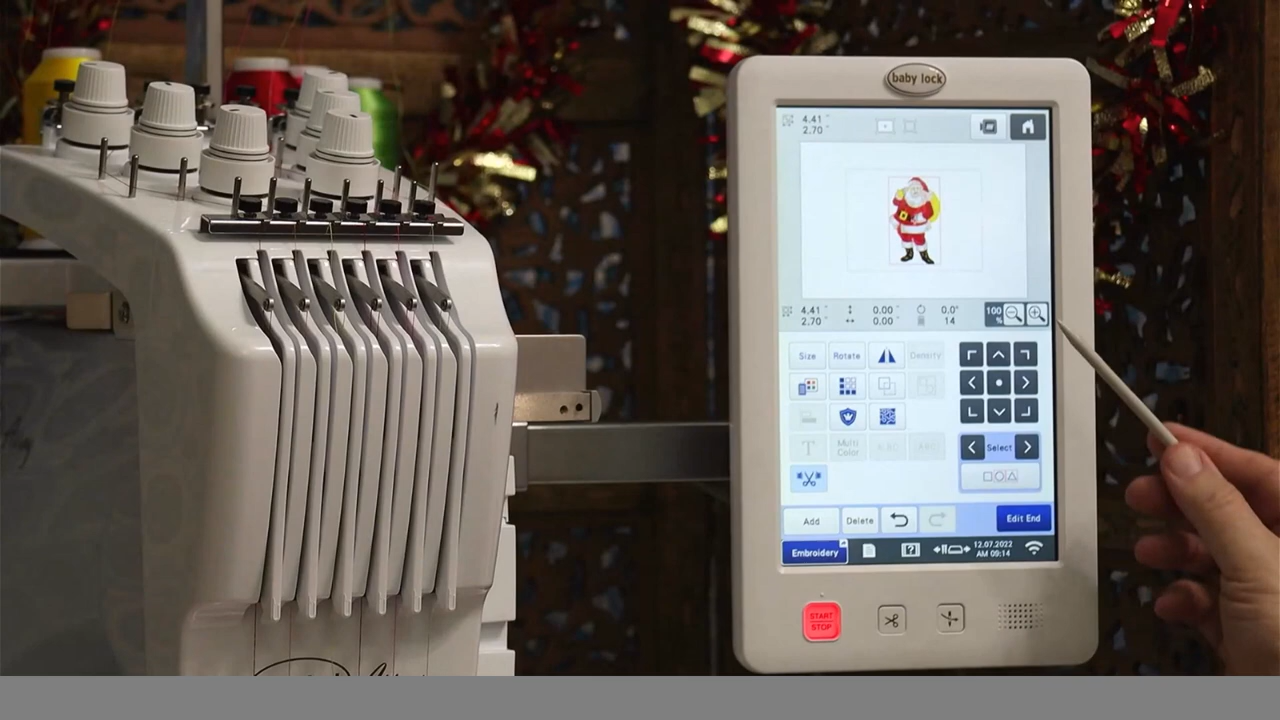 baby lock
4.41 "
2.70 "
4.41 " 0.00 " 0.0°
2.70 " 0.00 " 14
100
%
Size Rotate Density
T Multi
Color
Select
Add Delete Edit End
Embroidery 12.07.2022
AM 09:14
START
STOP